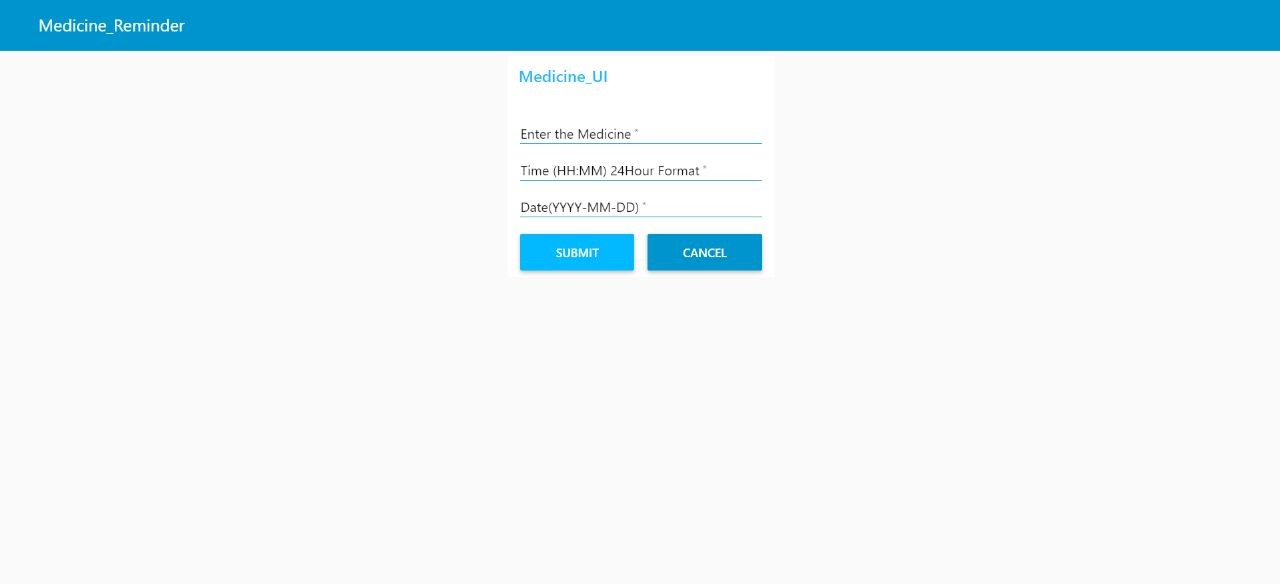 Medicine_Reminder
Medicine_UI
Enter the Medicine *
Time (HH:MM) 24Hour Format *
Date(YYYY-MM-DD) *
SUBMIT CANCEL